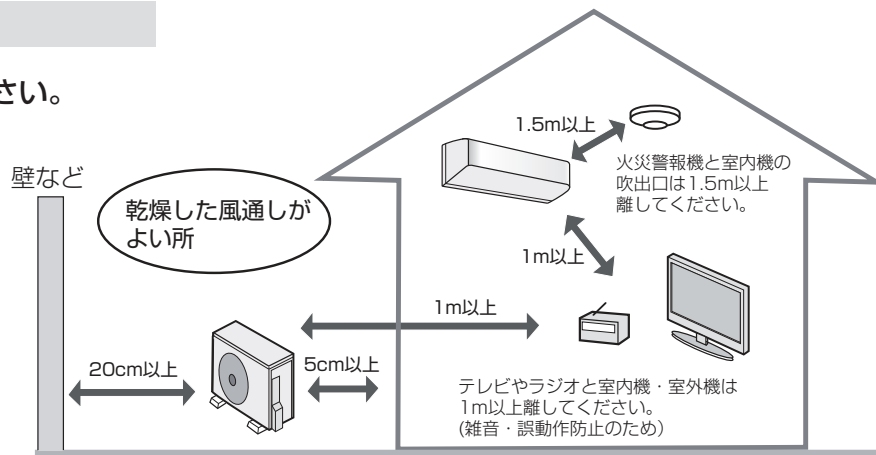 さい。
壁など
乾燥した風通しが
よい所
1.5m以上
火災警報機と室内機の
吹出口は1.5m以上
離してください。
1m以上
1m以上
20cm以上
5cm以上
テレビやラジオと室内機・室外機は
1m以上離してください。
(雑音・誤動作防止のため)